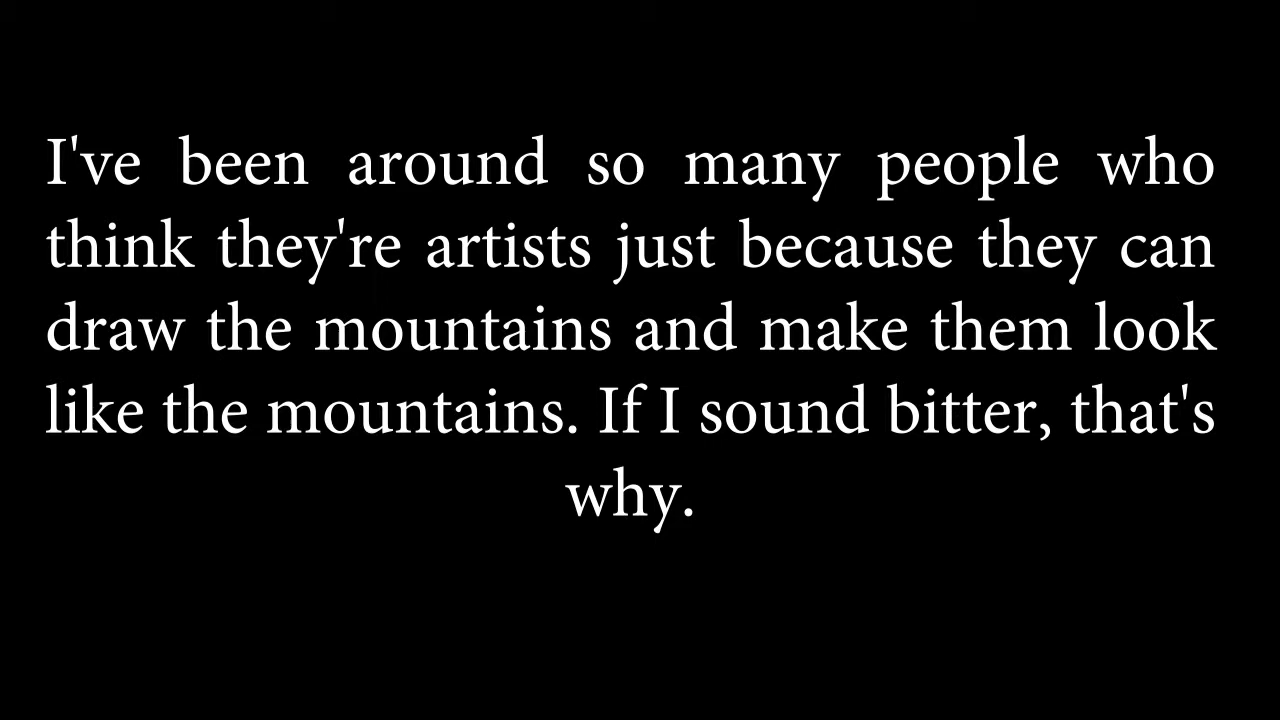 I've been around so many people who
think they're artists just because they can
draw the mountains and make them look
like the mountains. If I sound bitter, that's
why.